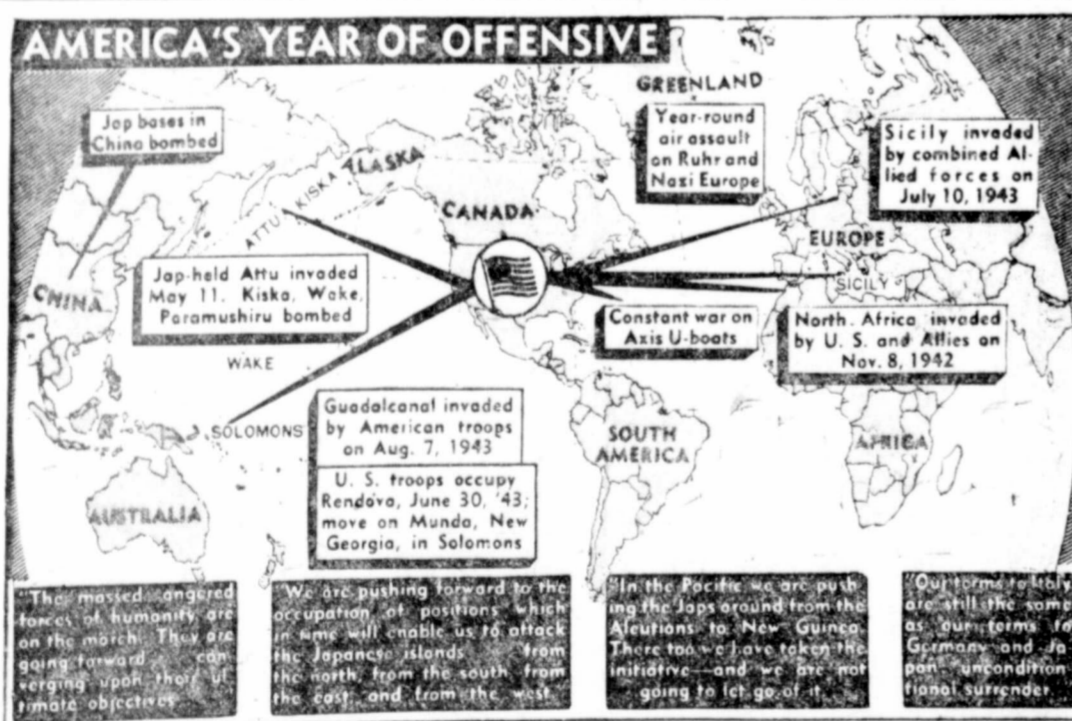 AMERICA'S YEAR OF OFFENSIVE
GREENLAND
Jap bases in
China bombed
ALASKA
KISKA
ATTU
CANADA
Year-round
air assault
on Ruhr and
Nazi Europe
Sicily invaded
by combined Al-
lied forces on
July 10, 1943
EUROPE
SICILY
CHINA
Jap-held Attu invaded
May 11. Kiska, Wake,
Paramushiru bombed
WAKE
Constant war on
Axis U-boats
North Africa invaded
by U. S. and Allies on
Nov. 8, 1942
SOLOMONS
Guadalcanal invaded
by American troops
on Aug. 7, 1943
U. S. troops occupy
Rendova, June 30, '43;
move on Munda, New
Georgia, in Solomons
SOUTH
AMERICA
AFRICA
AUSTRALIA
"The massed angered
forces of humanity are
on the march. They are
going forward con
verging upon their ul
timate objectives
"We are pushing forward to the
occupation of positions which
in time will enable us to attack
the Japanese islands from
the north, from the south from
the east, and from the west.
"In the Pacific we are push
ing the Japs around from the
Aleutians to New Guinea.
There too we have taken the
initiative—and we are not
going to let go of it.
"Our terms to Italy
are still the same
as our terms to
Germany and Ja
pan uncondi
tional surrender.